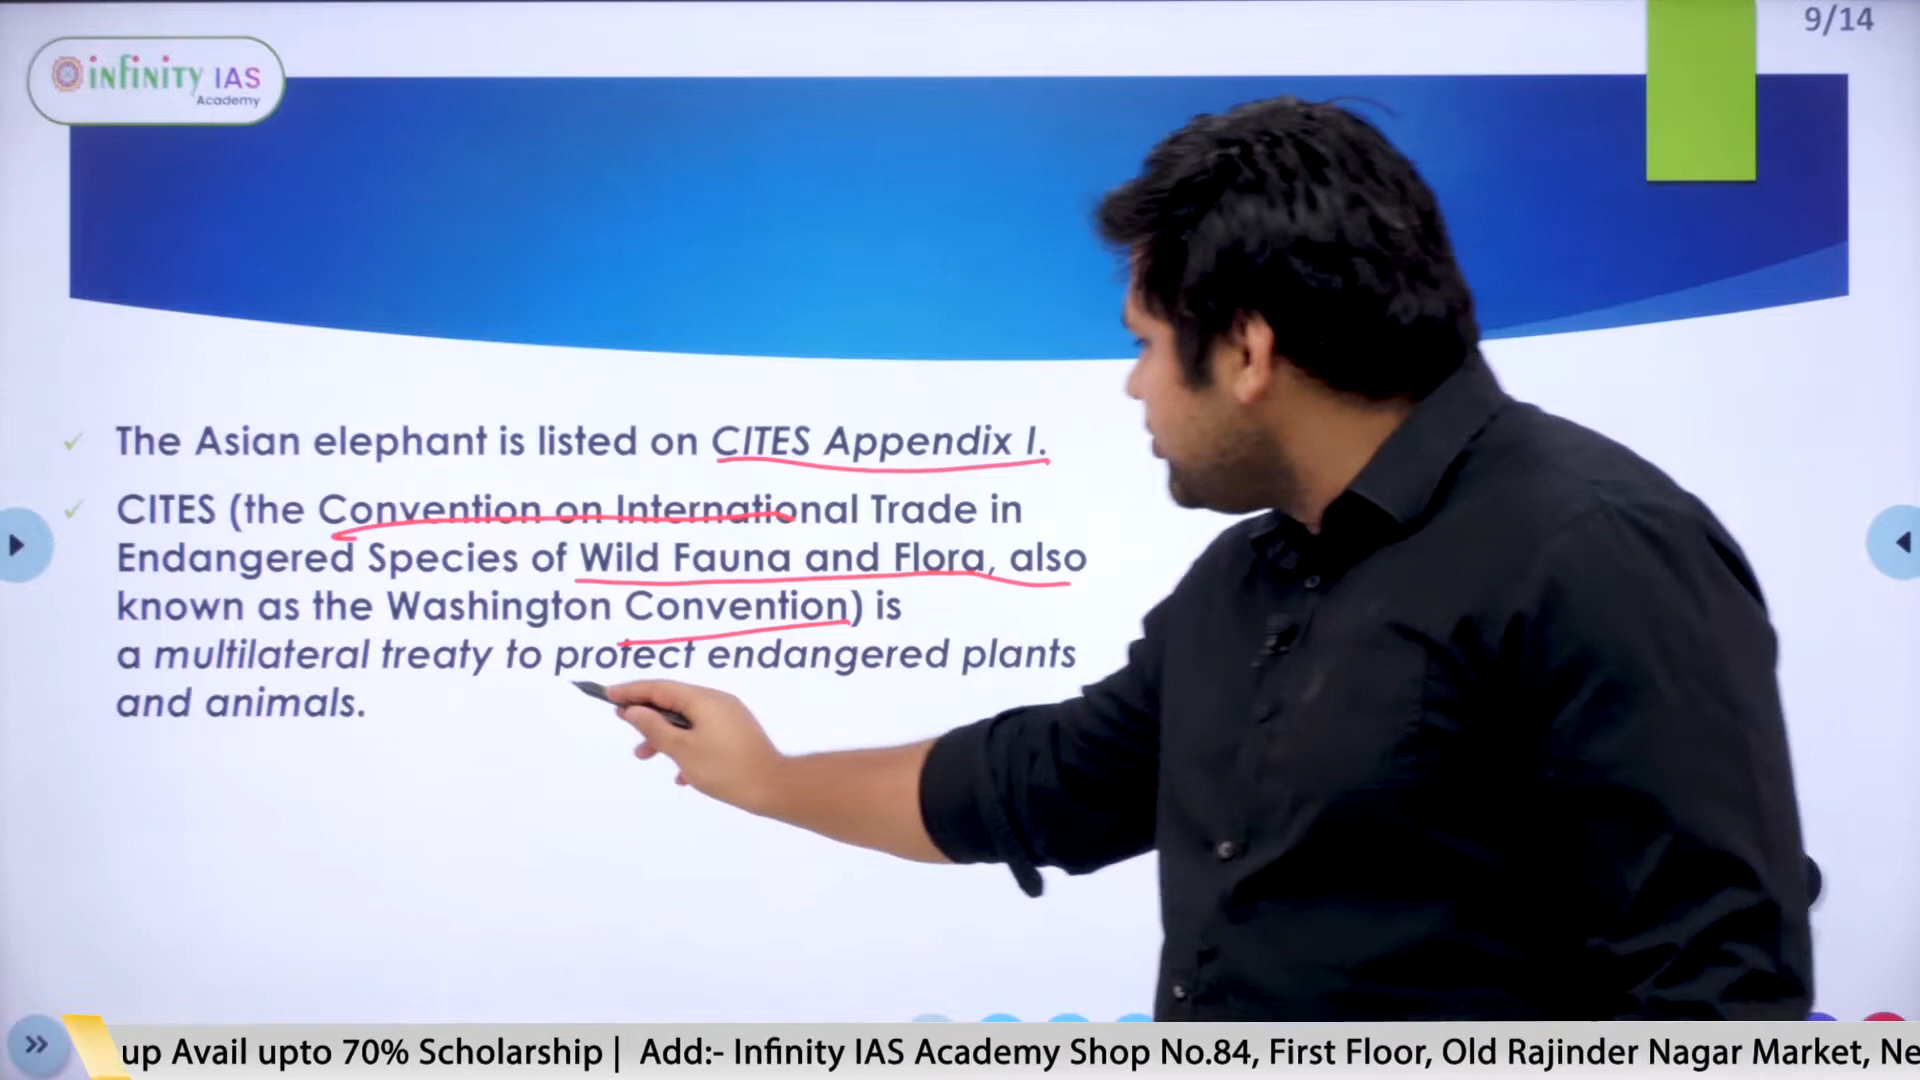 9/14
infinity IAS
Academy
The Asian elephant is listed on CITES Appendix I.
CITES (the Convention on International Trade in
Endangered Species of Wild Fauna and Flora, also
known as the Washington Convention) is
a multilateral treaty to protect endangered plants
and animals.
up Avail upto 70% Scholarship | Add:- Infinity IAS Academy Shop No.84, First Floor, Old Rajinder Nagar Market, Ne